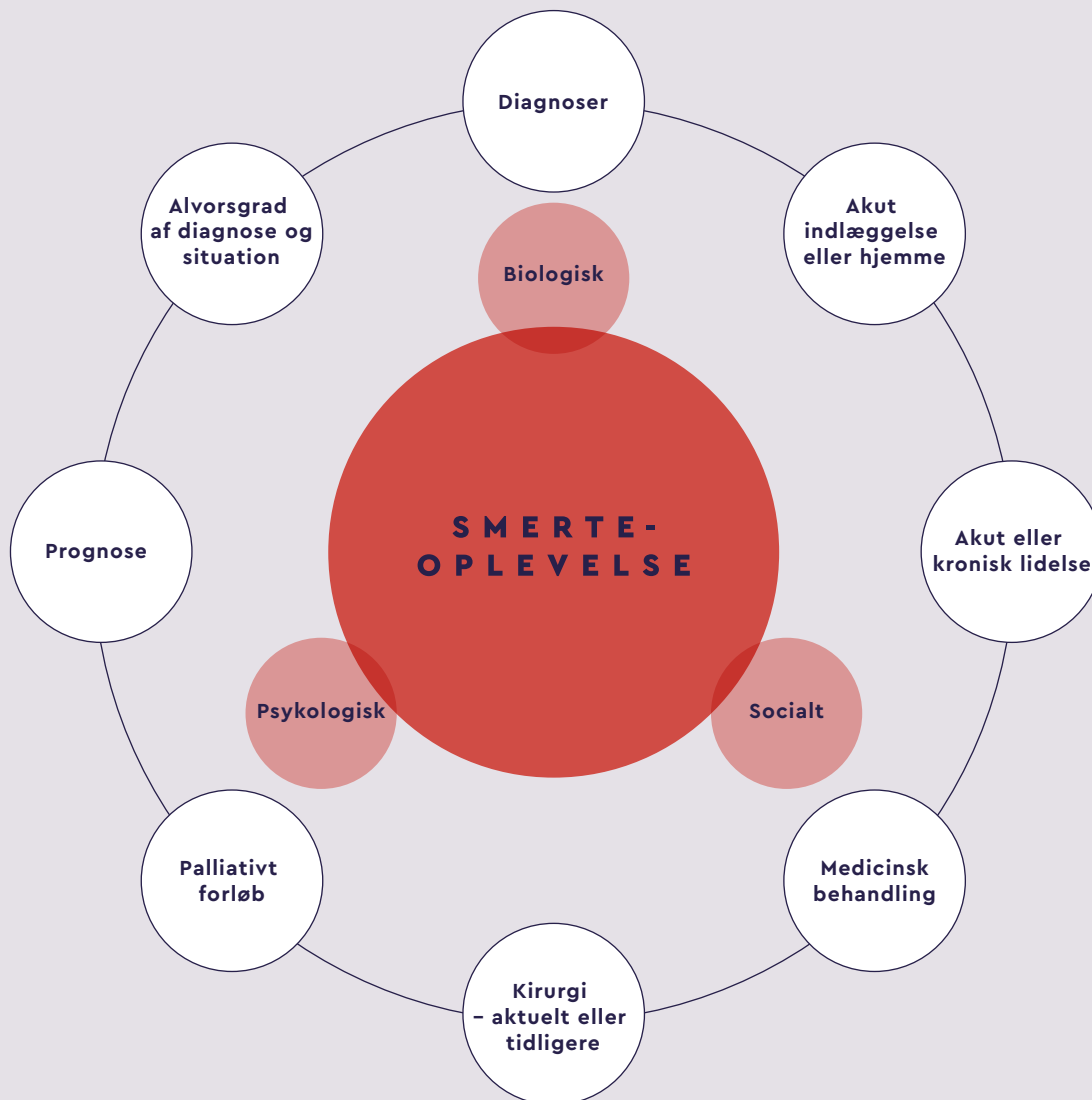 Diagnoser
Akut
indlæggelse
eller hjemme
Akut eller
kronisk lidelse
Medicinsk
behandling
Kirurgi
– aktuelt eller
tidligere
Palliativt
forløb
Prognose
Alvorsgrad
af diagnose og
situation
Biologisk
Socialt
Psykologisk
SMERTE-
OPLEVELSE